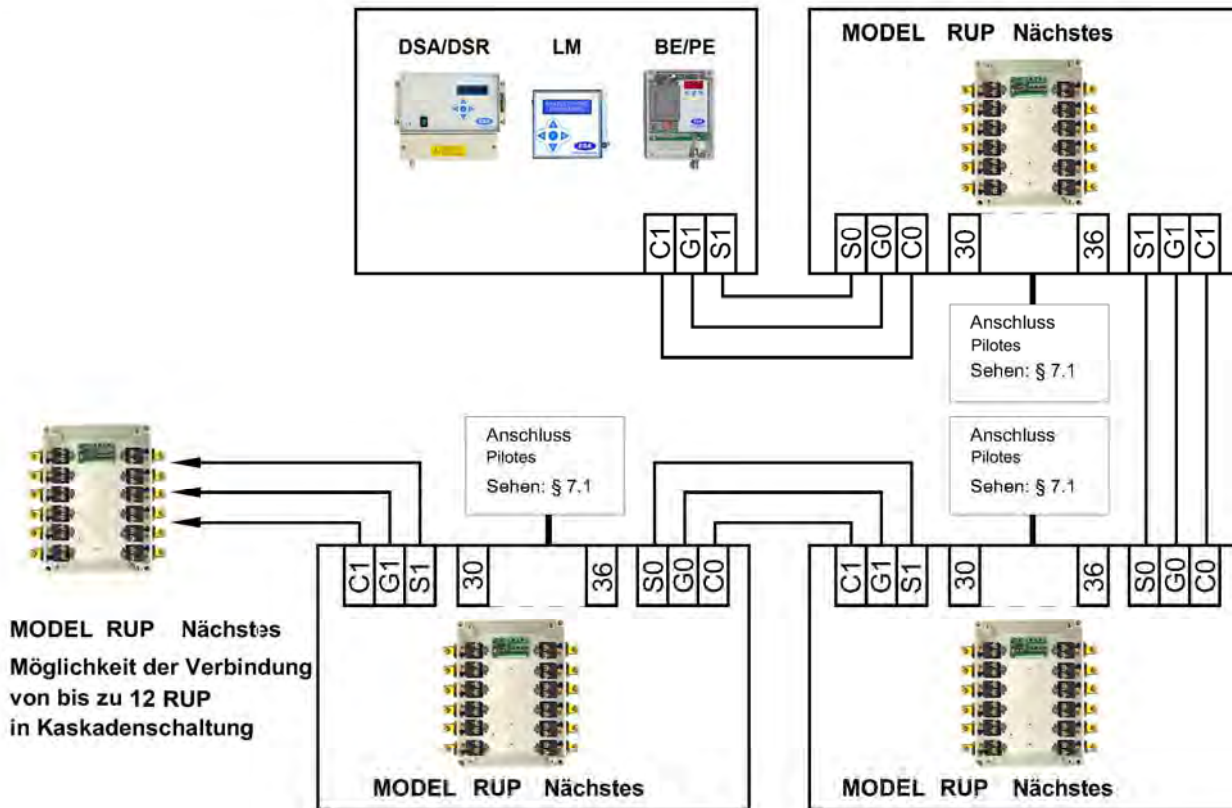 DSA/DSR LM BE/PE
C1 G1 S1
MODEL RUP Nächstes
S0 G0 C0 30 36 S1 G1 C1
Anschluss
Pilotes
Sehen: § 7.1
Anschluss
Pilotes
Sehen: § 7.1
Anschluss
Pilotes
Sehen: § 7.1
C1 G1 S1 30 36 S0 G0 C0
C1 G1 S1 30 36 S0 G0 C0
MODEL RUP Nächstes
Möglichkeit der Verbindung
von bis zu 12 RUP
in Kaskadenschaltung
MODEL RUP Nächstes
MODEL RUP Nächstes
ESA
ESA
ESA